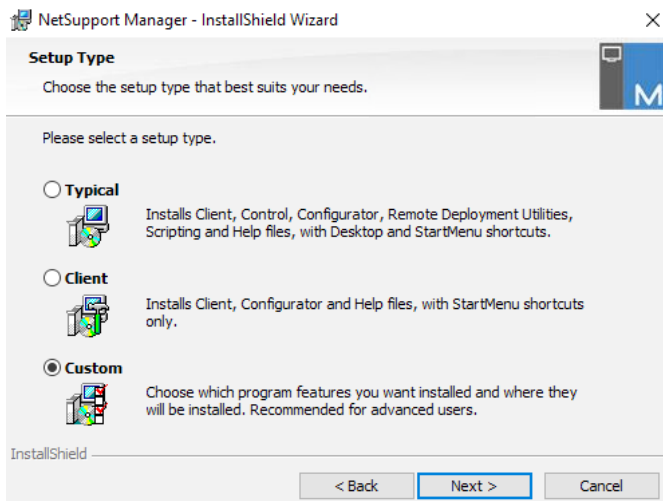 NetSupport Manager - InstallShield Wizard
Setup Type
Choose the setup type that best suits your needs.
M
Please select a setup type.
Typical
Installs Client, Control, Configurator, Remote Deployment Utilities,
Scripting and Help files, with Desktop and StartMenu shortcuts.
Client
Installs Client, Configurator and Help files, with StartMenu shortcuts
only.
Custom
Choose which program features you want installed and where they
will be installed. Recommended for advanced users.
InstallShield
< Back Next > Cancel